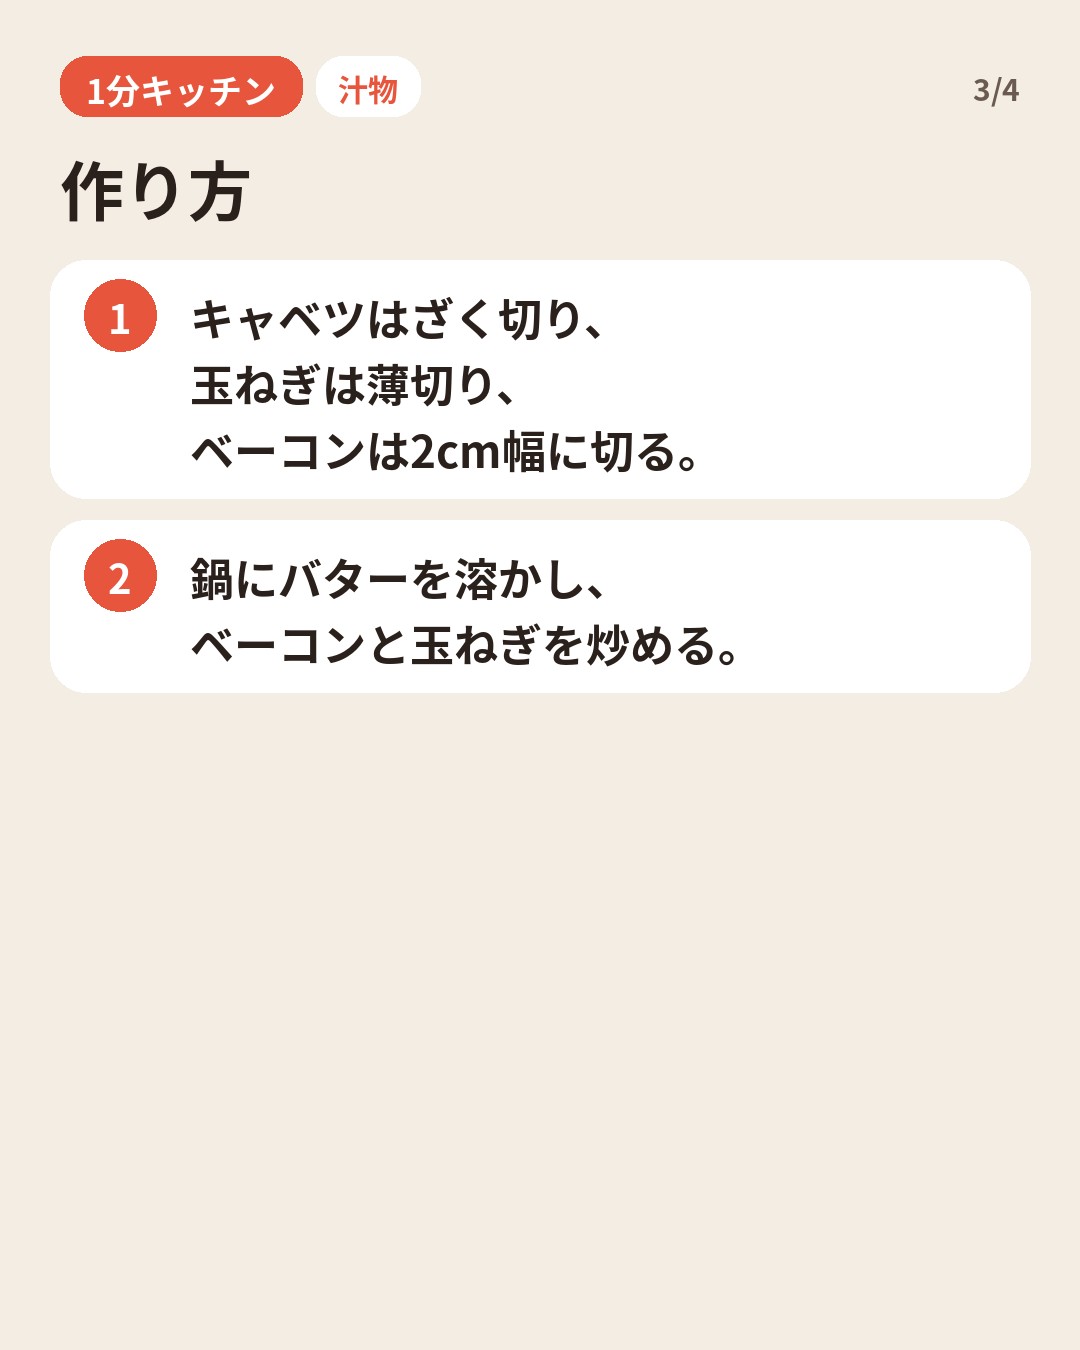 1分キッチン 汁物 3/4
作り方
1 キャベツはざく切り、
玉ねぎは薄切り、
ベーコンは2cm幅に切る。
2 鍋にバターを溶かし、
ベーコンと玉ねぎを炒める。